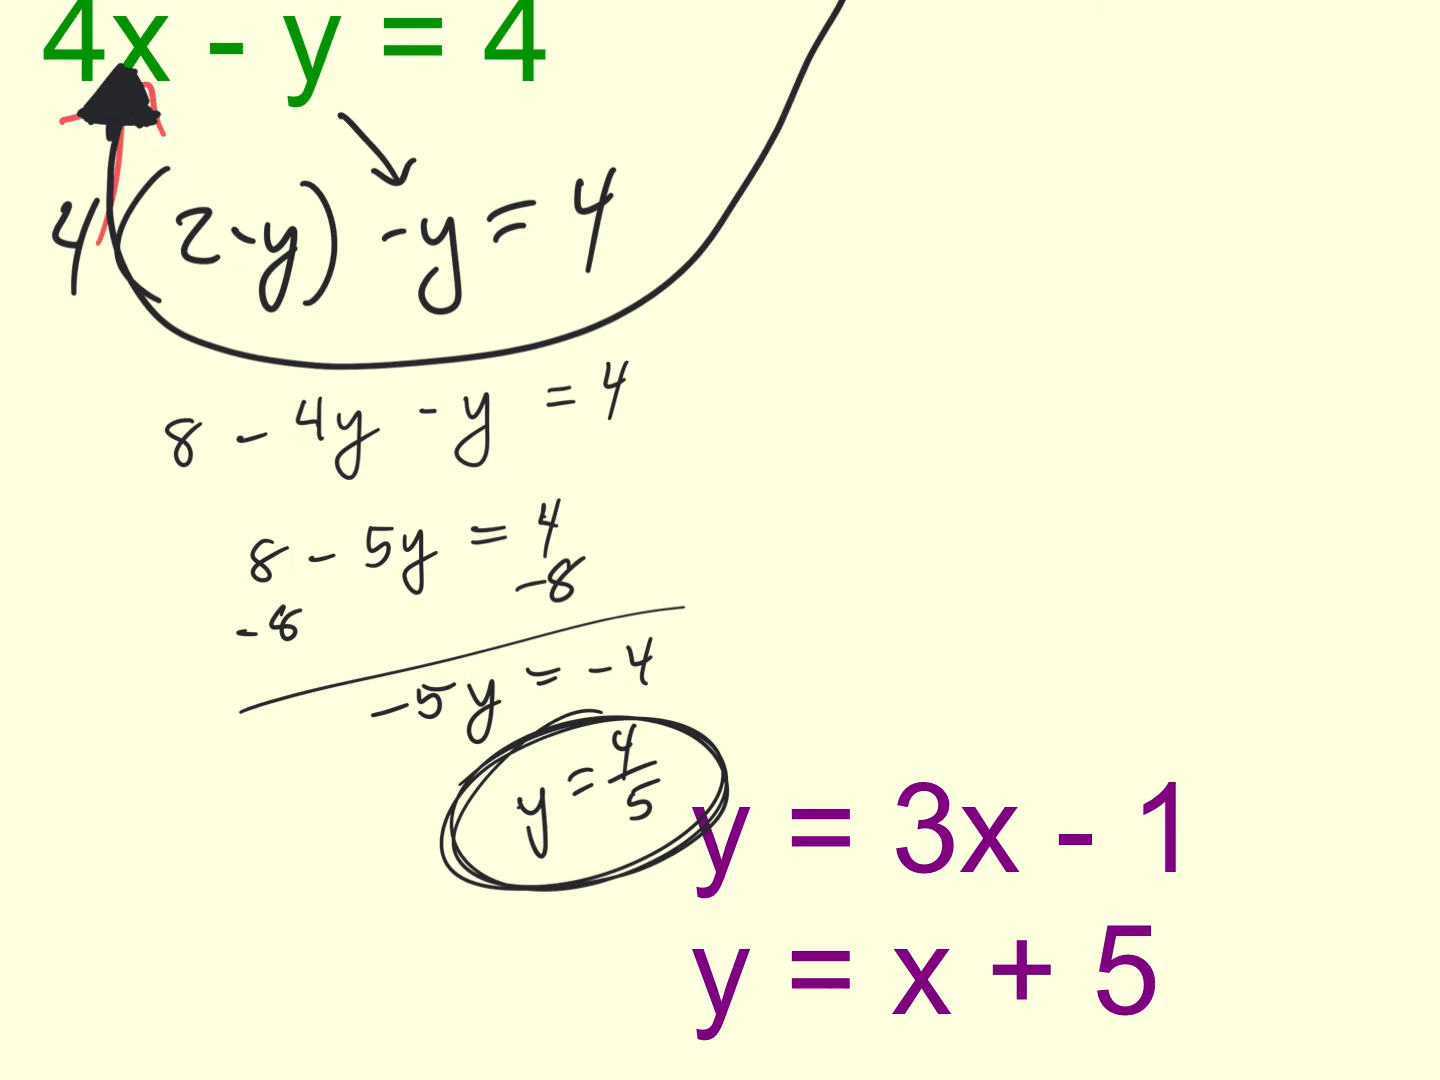 4x - y = 4
4(2-y) -y = 4
8 - 4y - y = 4
8 - 5y = 4
-8 -8
-5y = -4
y = 4/5
y = 3x - 1
y = x + 5